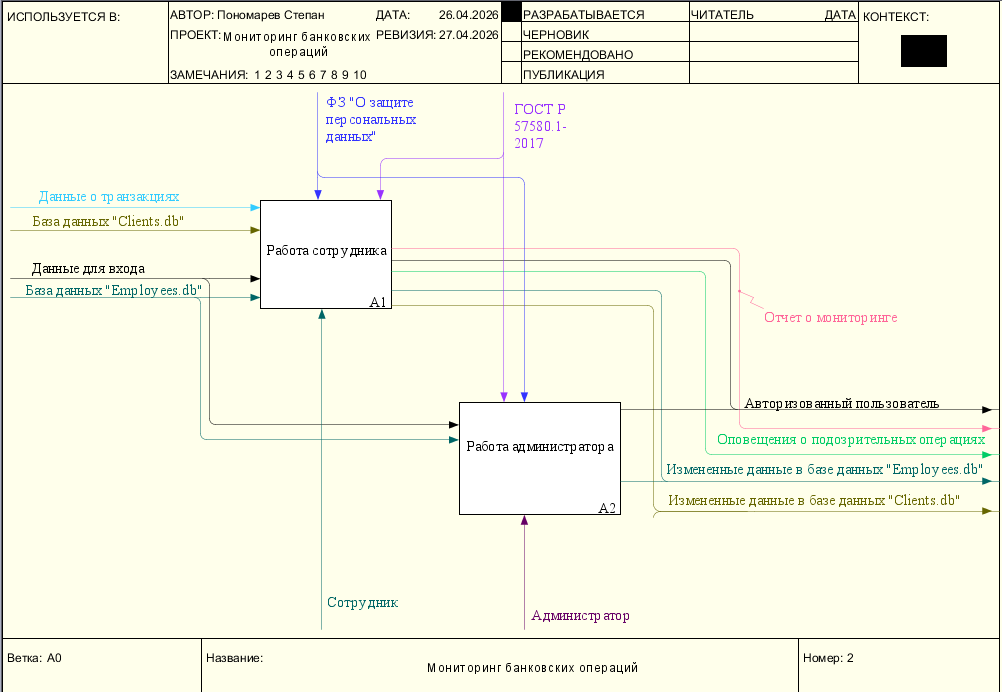 ИСПОЛЬЗУЕТСЯ В:
АВТОР: Пономарев Степан
ДАТА: 26.04.2026
ПРОЕКТ: Мониторинг банковских
операций
РЕВИЗИЯ: 27.04.2026
ЗАМЕЧАНИЯ: 1 2 3 4 5 6 7 8 9 10
РАЗРАБАТЫВАЕТСЯ
ЧЕРНОВИК
РЕКОМЕНДОВАНО
ПУБЛИКАЦИЯ
ЧИТАТЕЛЬ
ДАТА
КОНТЕКСТ:
ФЗ "О защите
персональных
данных"
ГОСТ Р
57580.1-
2017
Данные о транзакциях
База данных "Clients.db"
Данные для входа
База данных "Employees.db"
Работа сотрудника
A1
Отчет о мониторинге
Авторизованный пользователь
Оповещения о подозрительных операциях
Работа администратора
A2
Измененные данные в базе данных "Employees.db"
Измененные данные в базе данных "Clients.db"
Сотрудник
Администратор
Ветка: A0
Название:
Мониторинг банковских операций
Номер: 2